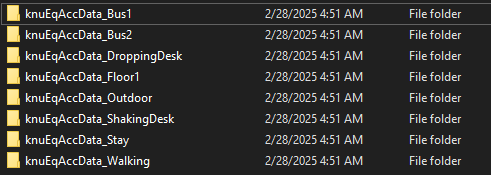 knuEqAccData_Bus1 2/28/2025 4:51 AM File folder
knuEqAccData_Bus2 2/28/2025 4:51 AM File folder
knuEqAccData_DroppingDesk 2/28/2025 4:51 AM File folder
knuEqAccData_Floor1 2/28/2025 4:51 AM File folder
knuEqAccData_Outdoor 2/28/2025 4:51 AM File folder
knuEqAccData_ShakingDesk 2/28/2025 4:51 AM File folder
knuEqAccData_Stay 2/28/2025 4:51 AM File folder
knuEqAccData_Walking 2/28/2025 4:51 AM File folder